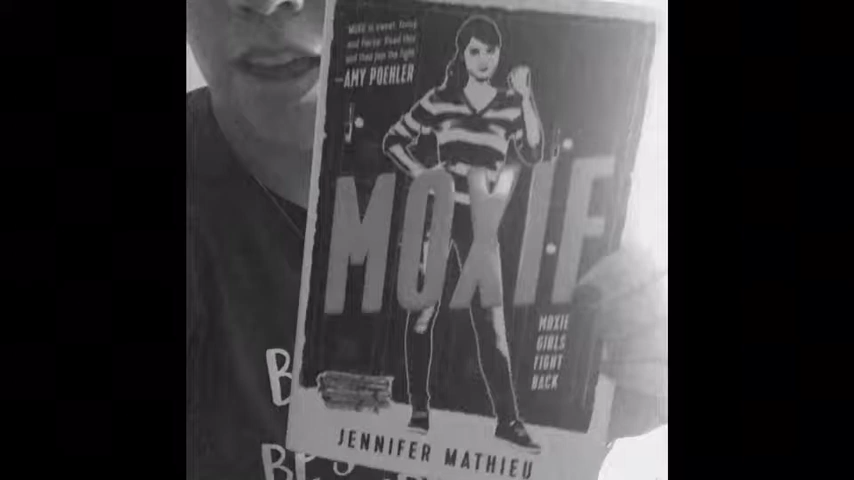 "MOXIE is sweet, funny
and fierce. Read this
and then join the fight."
—AMY POEHLER
MOXIE
MOXIE
GIRLS
FIGHT
BACK
JENNIFER MATHIEU
B
BE